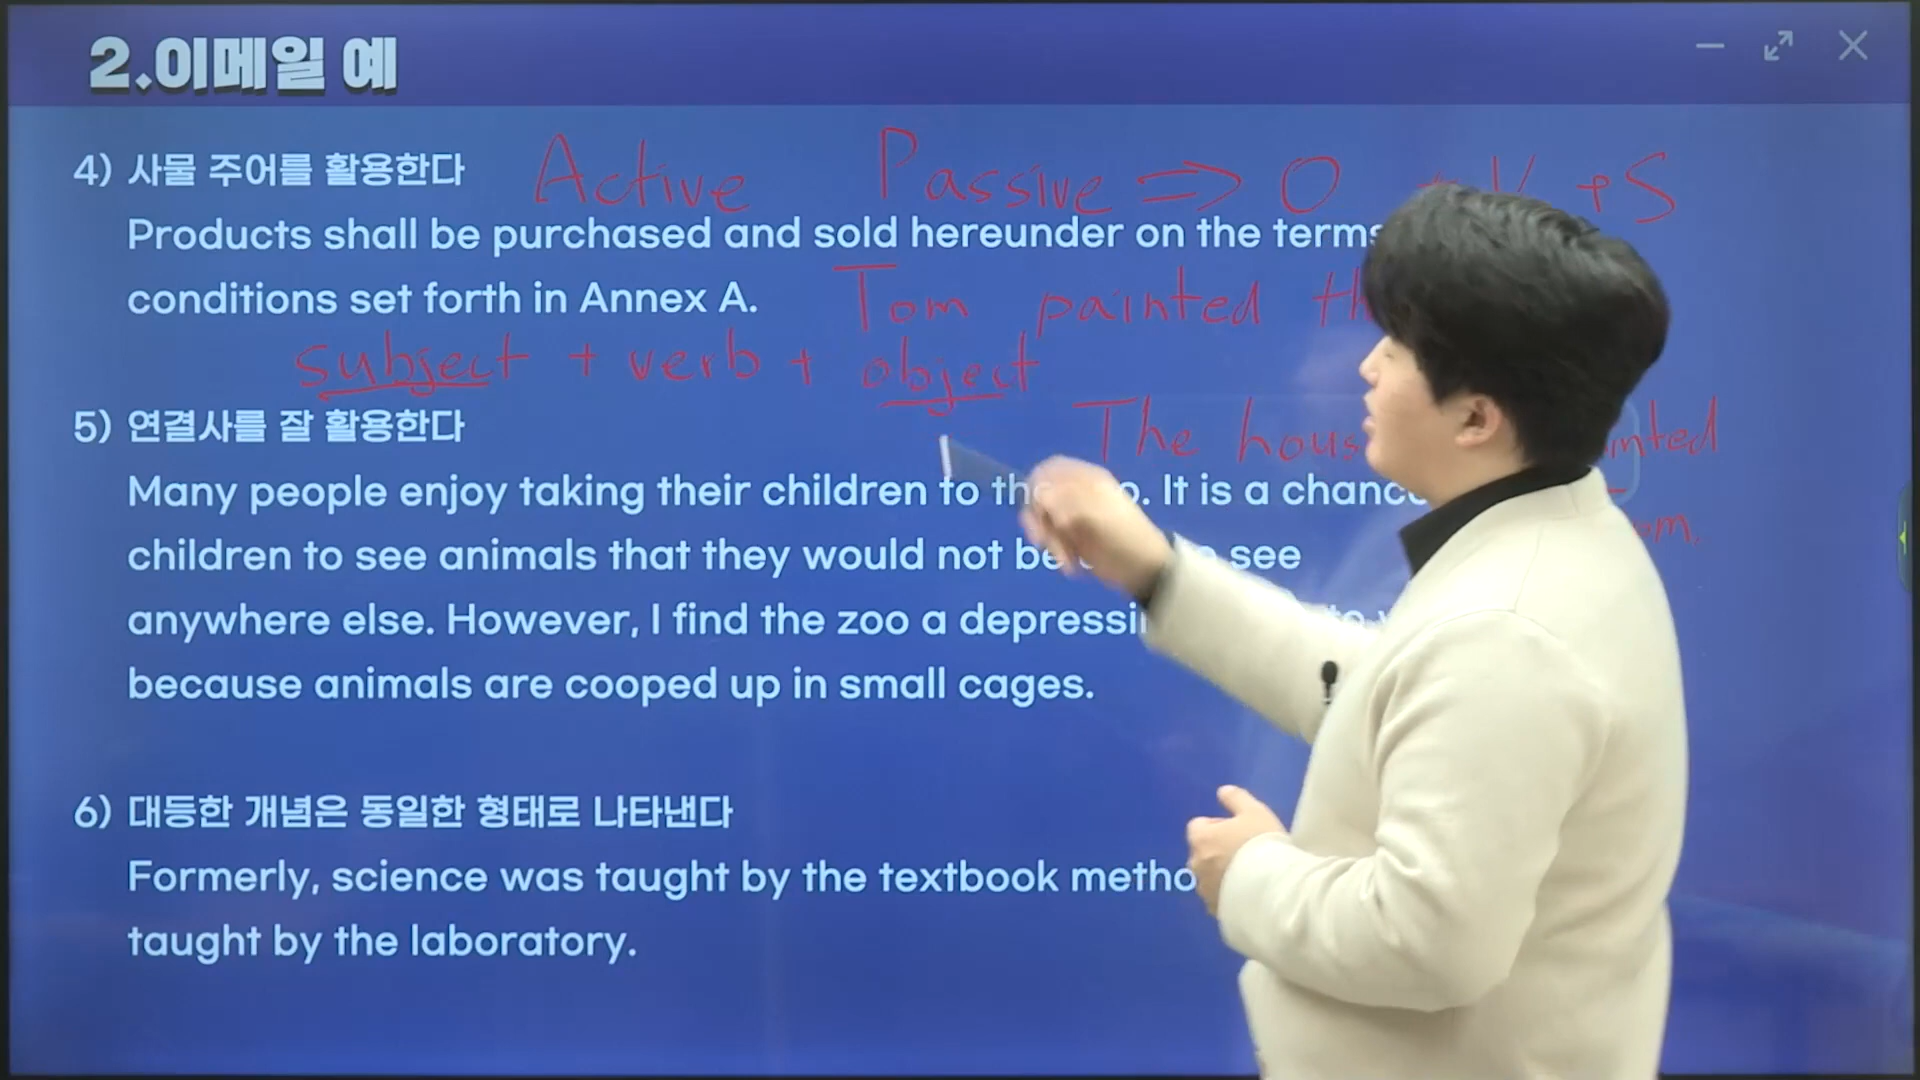 2.이메일 예
4) 사물 주어를 활용한다
Active Passive ⇒ O + V +S
Products shall be purchased and sold hereunder on the terms
conditions set forth in Annex A.
Tom painted
subject + verb + object
5) 연결사를 잘 활용한다
The
Many people enjoy taking their children to It is a
children to see animals that they would not be see
anywhere else. However, I find the zoo a
because animals are cooped up in small cages.
6) 대등한 개념은 동일한 형태로 나타낸다
Formerly, science was taught by the textbook
taught by the laboratory.